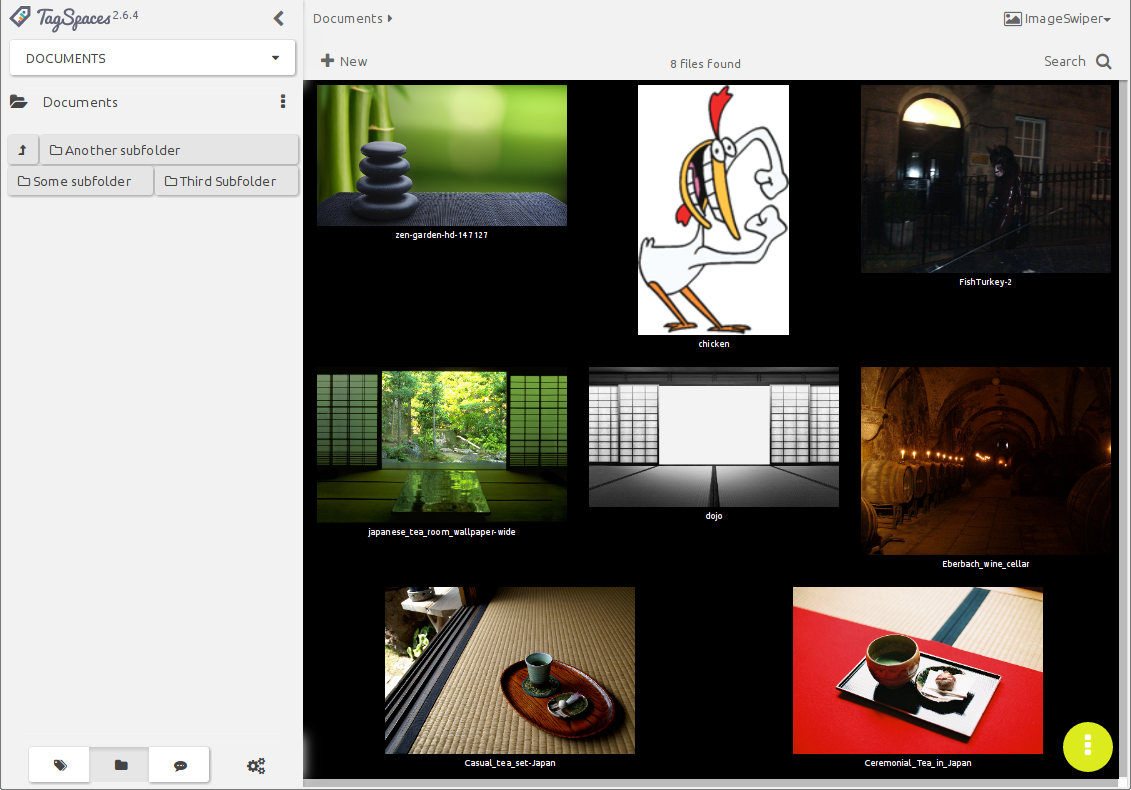 TagSpaces 2.6.4
DOCUMENTS
Documents
Another subfolder
Some subfolder
Third Subfolder
Documents
ImageSwiper
New
8 files found
Search
zen-garden-hd-147127
chicken
FishTurkey-2
japanese_tea_room_wallpaper-wide
dojo
Eberbach_wine_cellar
Casual_tea_set-Japan
Ceremonial_Tea_in_Japan